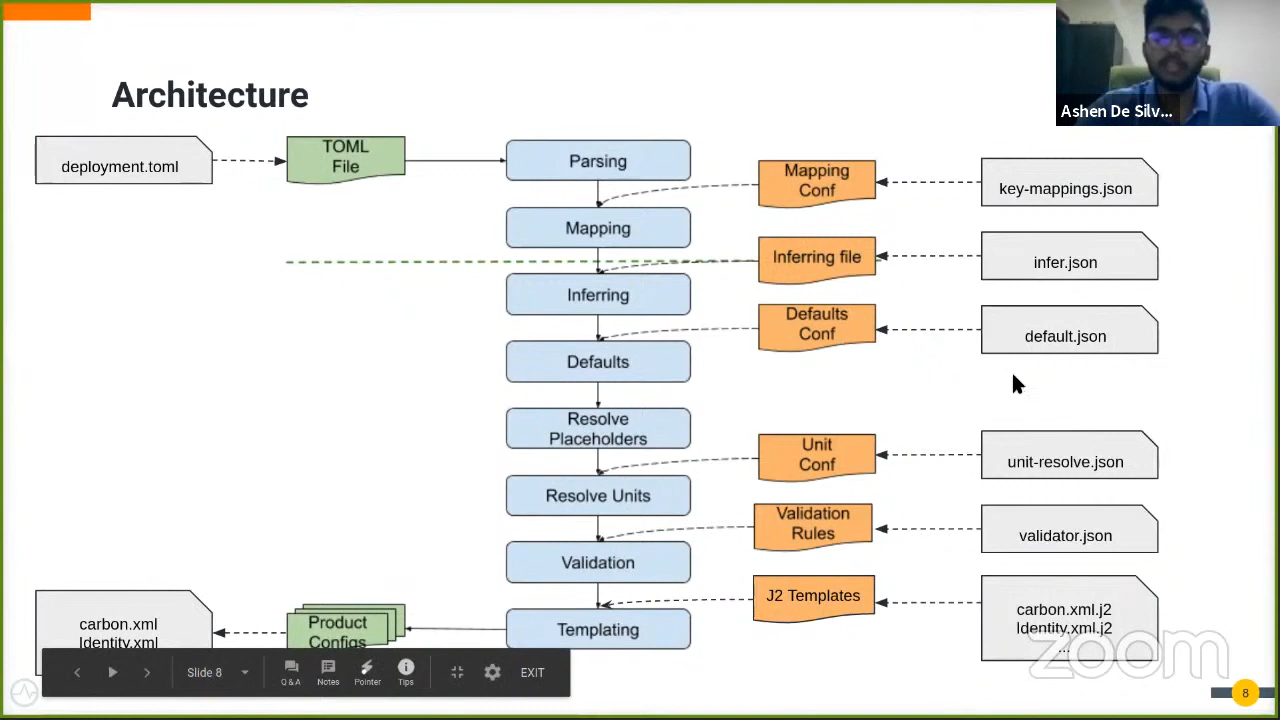 Architecture
Ashen De Silv...
deployment.toml
TOML
File
Parsing
Mapping
Conf
key-mappings.json
Mapping
Inferring file
infer.json
Inferring
Defaults
Conf
default.json
Defaults
Resolve
Placeholders
Unit
Conf
unit-resolve.json
Resolve Units
Validation
Rules
validator.json
Validation
J2 Templates
carbon.xml.j2
Identity.xml.j2
...
carbon.xml
Identity.xml
Product
Configs
Templating
Slide 8
Q & A
Notes
Pointer
Tips
EXIT
zoom
8